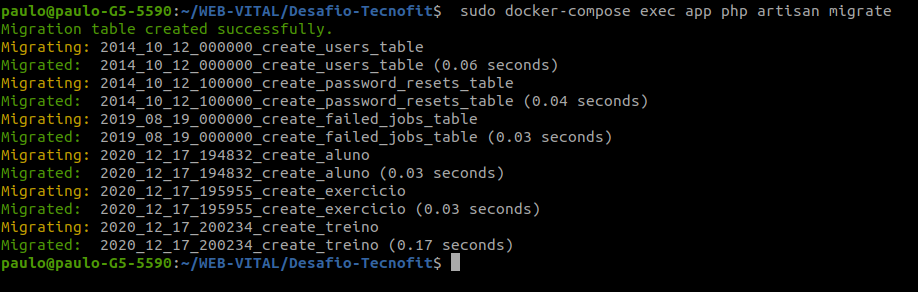 paulo@paulo-G5-5590:~/WEB-VITAL/Desafio-Tecnofit$  sudo docker-compose exec app php artisan migrate
Migration table created successfully.
Migrating: 2014_10_12_000000_create_users_table
Migrated:  2014_10_12_000000_create_users_table (0.06 seconds)
Migrating: 2014_10_12_100000_create_password_resets_table
Migrated:  2014_10_12_100000_create_password_resets_table (0.04 seconds)
Migrating: 2019_08_19_000000_create_failed_jobs_table
Migrated:  2019_08_19_000000_create_failed_jobs_table (0.03 seconds)
Migrating: 2020_12_17_194832_create_aluno
Migrated:  2020_12_17_194832_create_aluno (0.03 seconds)
Migrating: 2020_12_17_195955_create_exercicio
Migrated:  2020_12_17_195955_create_exercicio (0.03 seconds)
Migrating: 2020_12_17_200234_create_treino
Migrated:  2020_12_17_200234_create_treino (0.17 seconds)
paulo@paulo-G5-5590:~/WEB-VITAL/Desafio-Tecnofit$